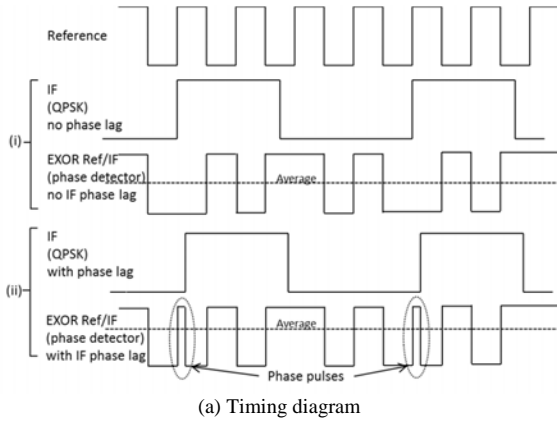 Reference
IF
(QPSK)
no phase lag
(i)
EXOR Ref/IF
(phase detector)
no IF phase lag
Average
IF
(QPSK)
with phase lag
(ii)
EXOR Ref/IF
(phase detector)
with IF phase lag
Average
Phase pulses
(a) Timing diagram